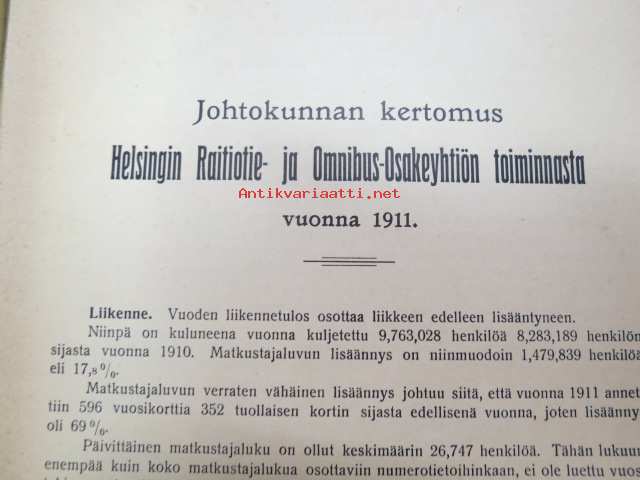 Johtokunnan kertomus
Helsingin Raitiotie- ja Omnibus-Osakeyhtiön toiminnasta
Antikvariaatti.net
vuonna 1911.
Liikenne. Vuoden liikennetulos osottaa liikkeen edelleen lisääntyneen.
Niinpä on kuluneena vuonna kuljetettu 9,763,028 henkilöä 8,283,189 henkilön
sijasta vuonna 1910. Matkustajaluvun lisäännys on niinmuodoin 1,479,839 henkilöä
eli 17,8 %.
Matkustajaluvun verraten vähäinen lisäännys johtuu siitä, että vuonna 1911 annet-
tiin 596 vuosikorttia 352 tuollaisen kortin sijasta edellisenä vuonna, joten lisäännys
oli 69 %.
Päivittäinen matkustajaluku on ollut keskimäärin 26,747 henkilöä. Tähän lukuun
enempää kuin koko matkustajalukua osottaviin numerotietoihinkaan, ei ole luettu vuos